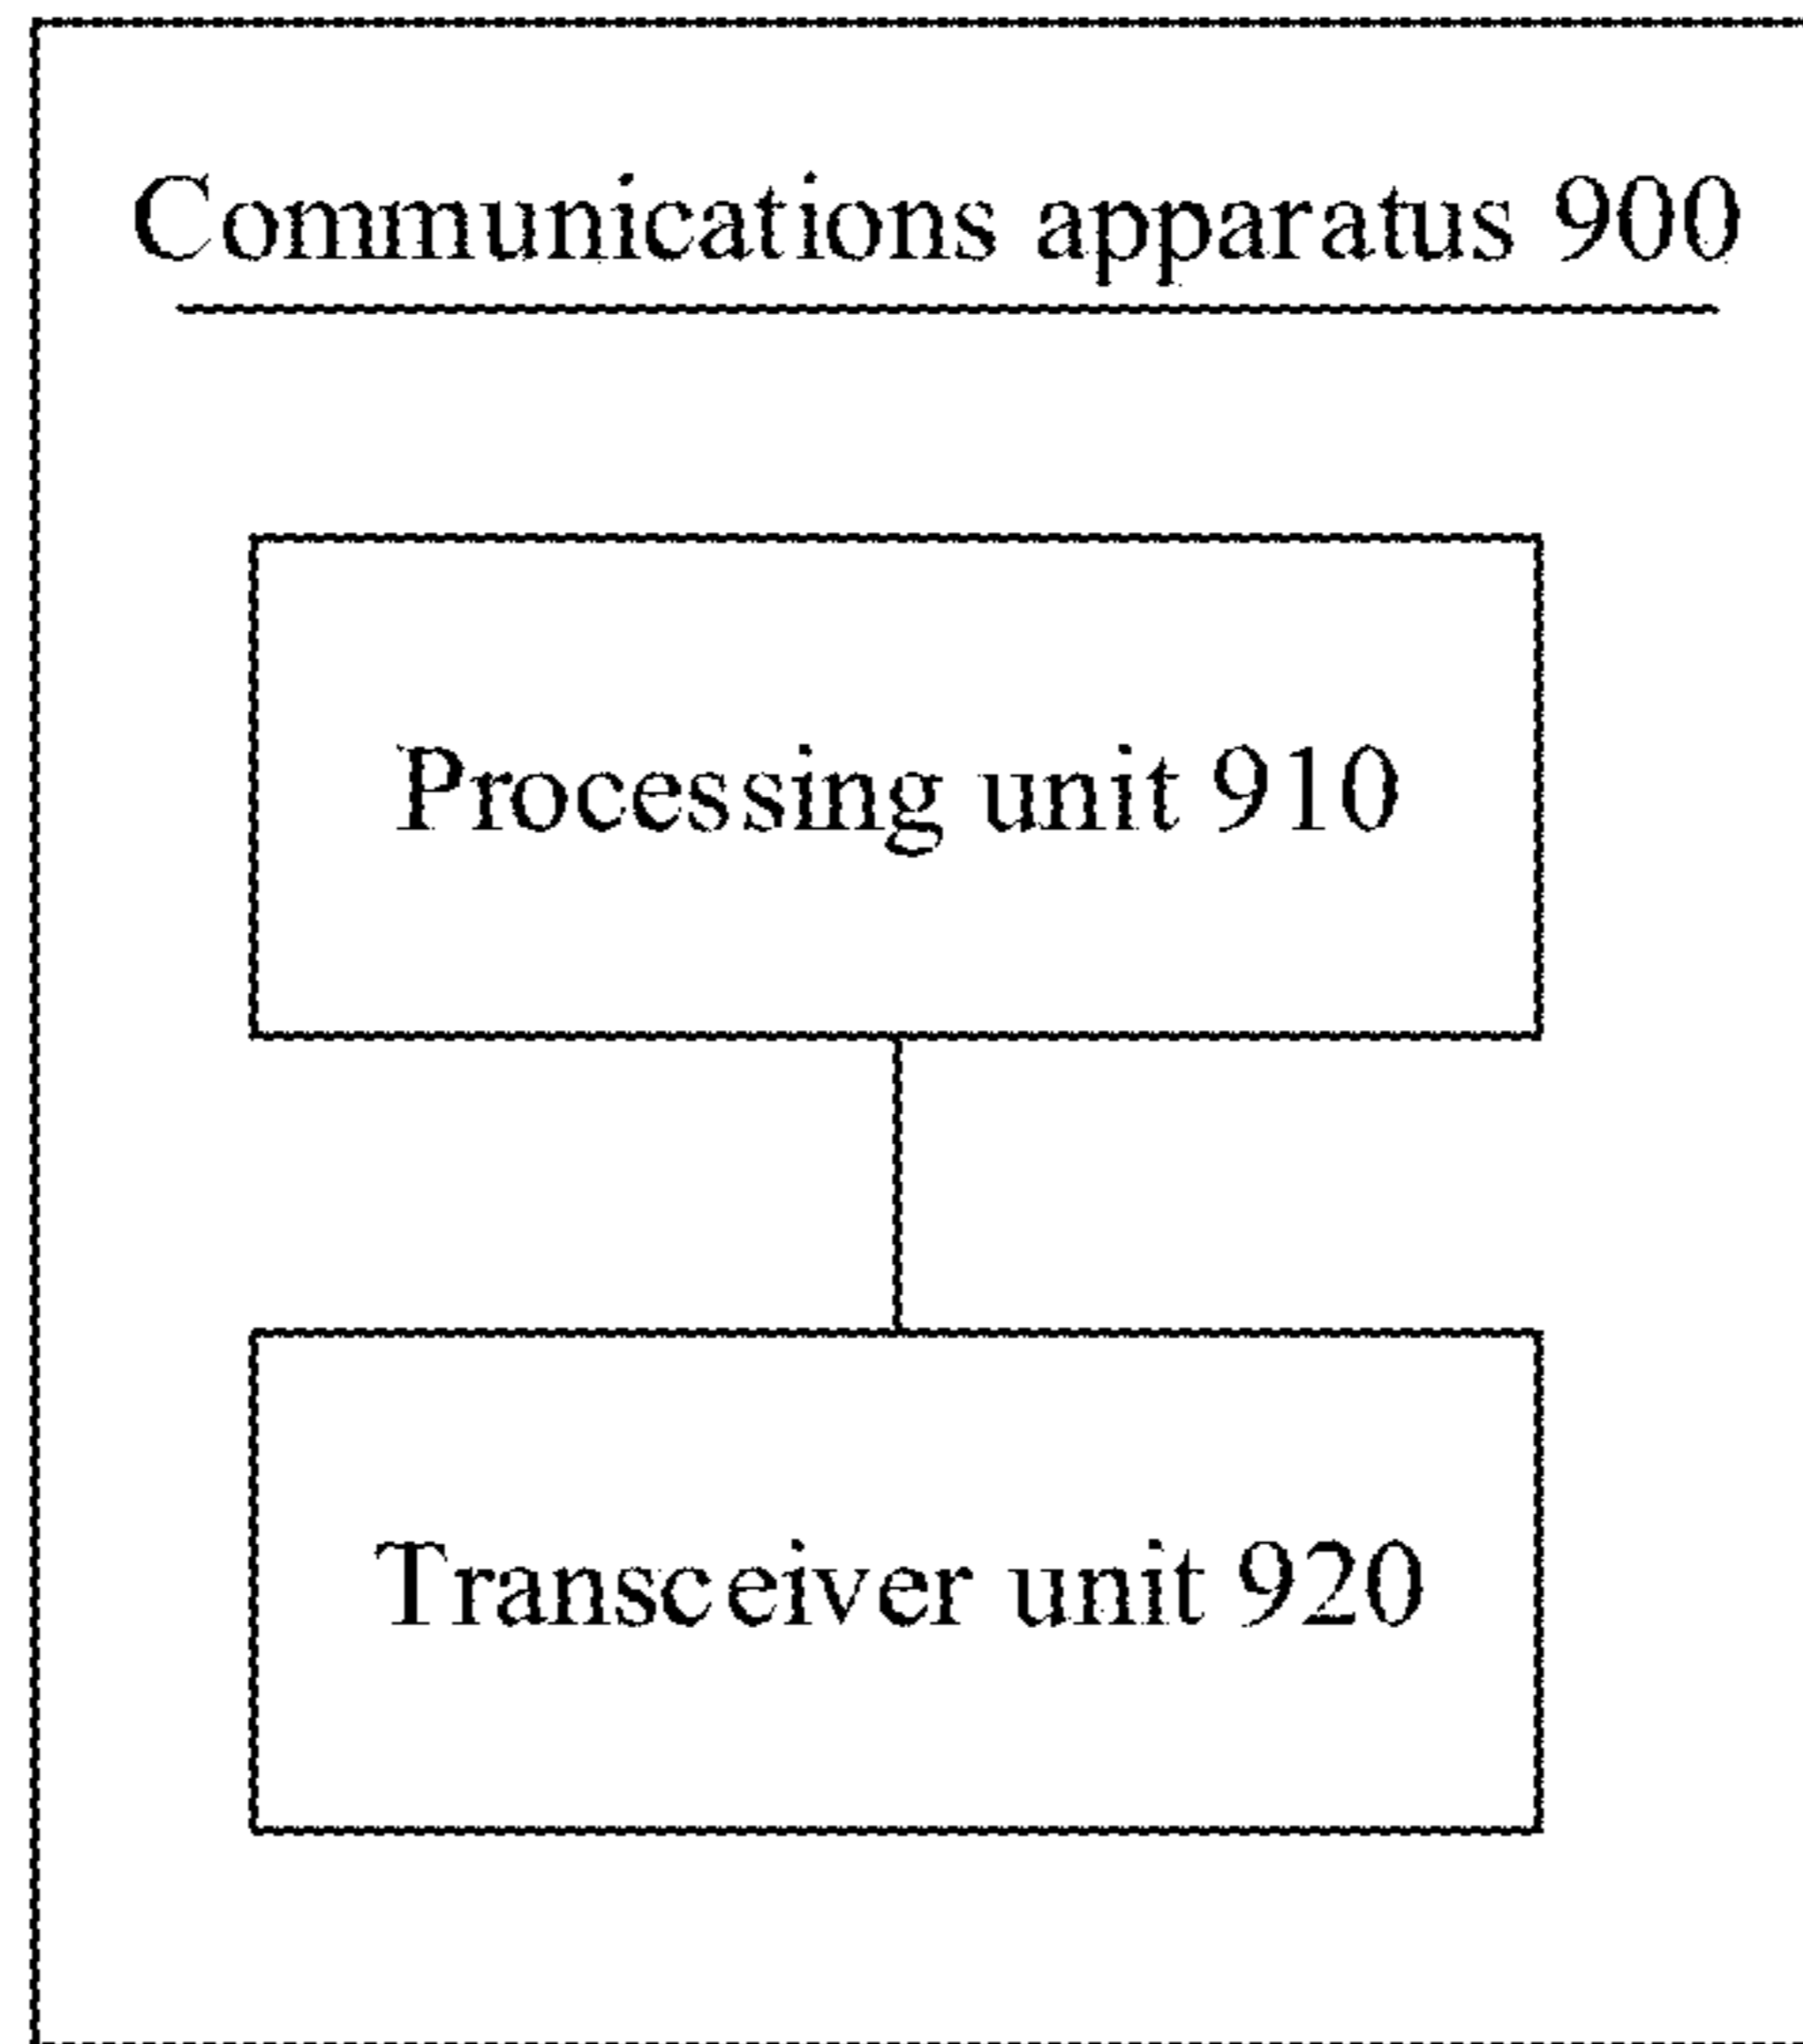 Communications apparatus 900
Processing unit 910
Transceiver unit 920